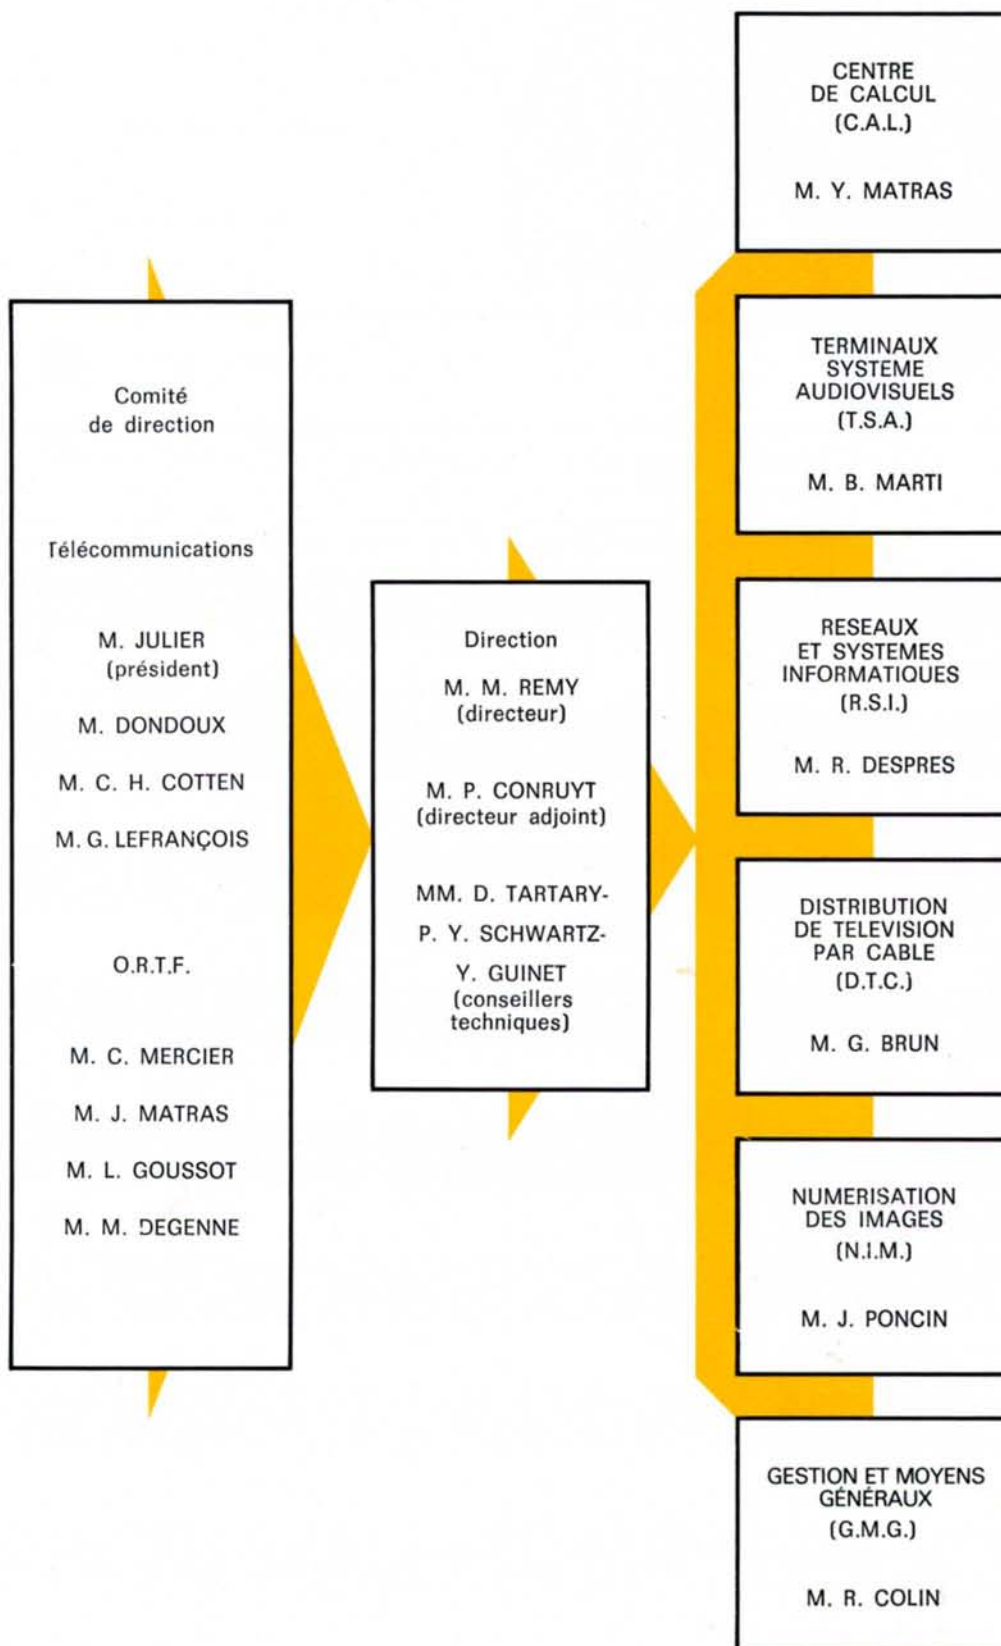 Comité
de direction
Télécommunications
M. JULIER
(président)
M. DONDOUX
M. C. H. COTTEN
M. G. LEFRANÇOIS
O.R.T.F.
M. C. MERCIER
M. J. MATRAS
M. L. GOUSSOT
M. M. DEGENNE
Direction
M. M. REMY
(directeur)
M. P. CONRUYT
(directeur adjoint)
MM. D. TARTARY-
P. Y. SCHWARTZ-
Y. GUINET
(conseillers
techniques)
CENTRE
DE CALCUL
(C.A.L.)
M. Y. MATRAS
TERMINAUX
SYSTEME
AUDIOVISUELS
(T.S.A.)
M. B. MARTI
RESEAUX
ET SYSTEMES
INFORMATIQUES
(R.S.I.)
M. R. DESPRES
DISTRIBUTION
DE TELEVISION
PAR CABLE
(D.T.C.)
M. G. BRUN
NUMERISATION
DES IMAGES
(N.I.M.)
M. J. PONCIN
GESTION ET MOYENS
GÉNÉRAUX
(G.M.G.)
M. R. COLIN